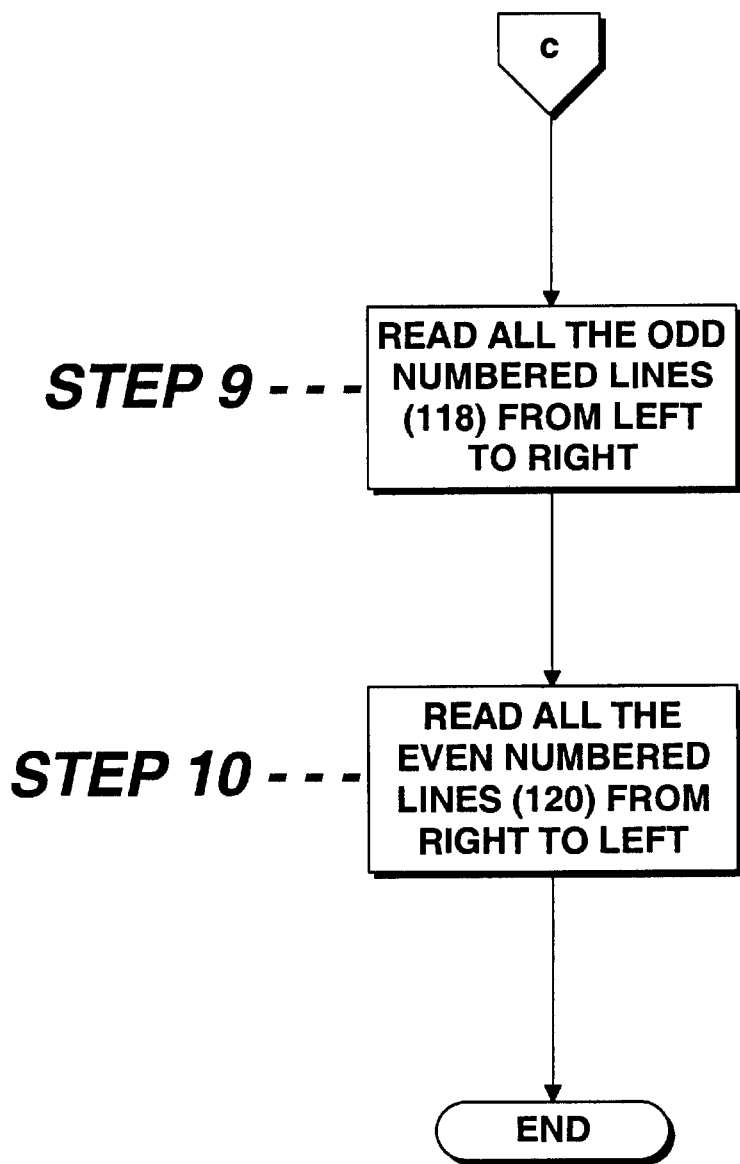 c
READ ALL THE ODD
NUMBERED LINES
(118) FROM LEFT
TO RIGHT
STEP 9 - - -
READ ALL THE
EVEN NUMBERED
LINES (120) FROM
RIGHT TO LEFT
STEP 10 - - -
END